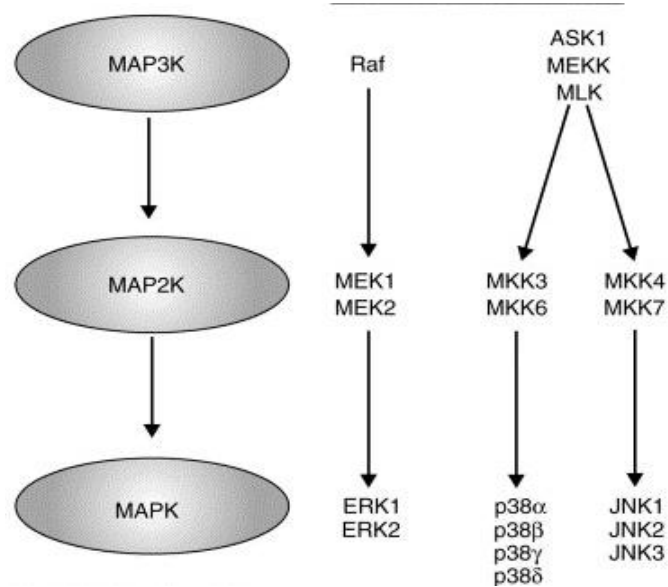 MAP3K
Raf
ASK1
MEKK
MLK
MAP2K
MEK1
MEK2
MKK3
MKK6
MKK4
MKK7
MAPK
ERK1
ERK2
p38α
p38β
p38γ
p38δ
JNK1
JNK2
JNK3